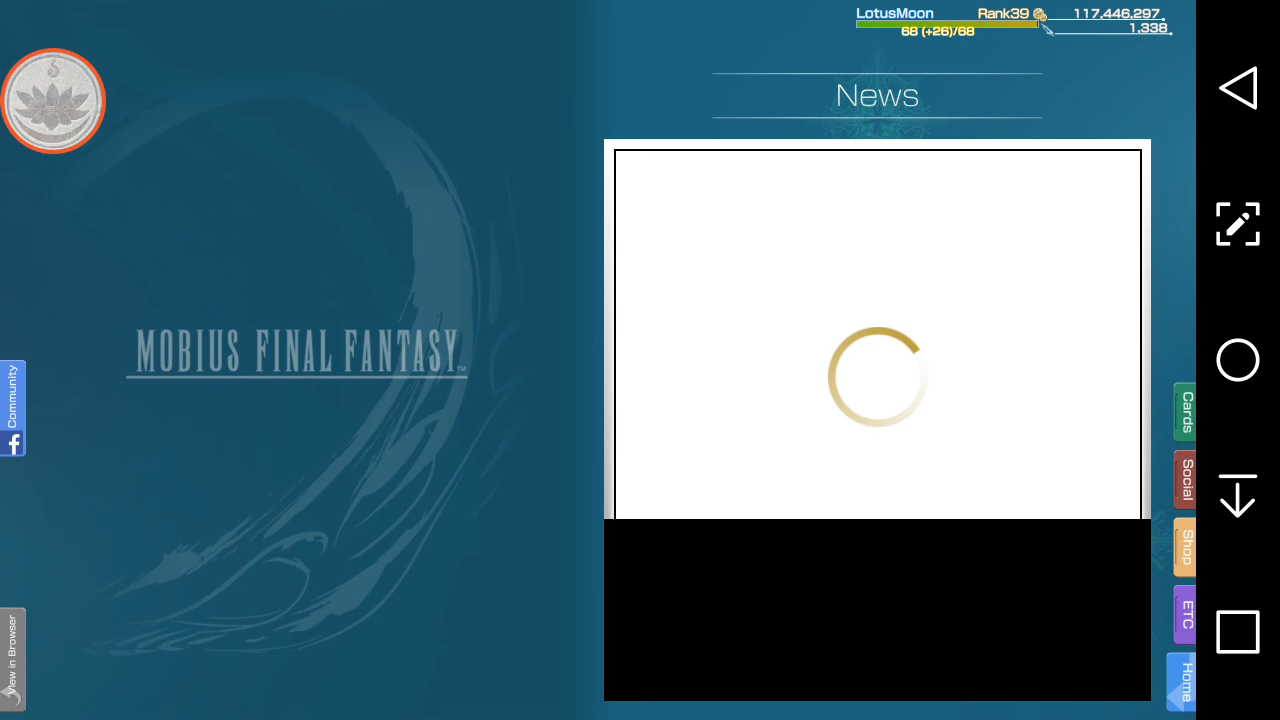 LotusMoon Rank39 117,446,297
68 (+26)/68 1,338
News
MOBIUS FINAL FANTASY™
Community
View in Browser
Cards
Social
Shop
ETC
Home